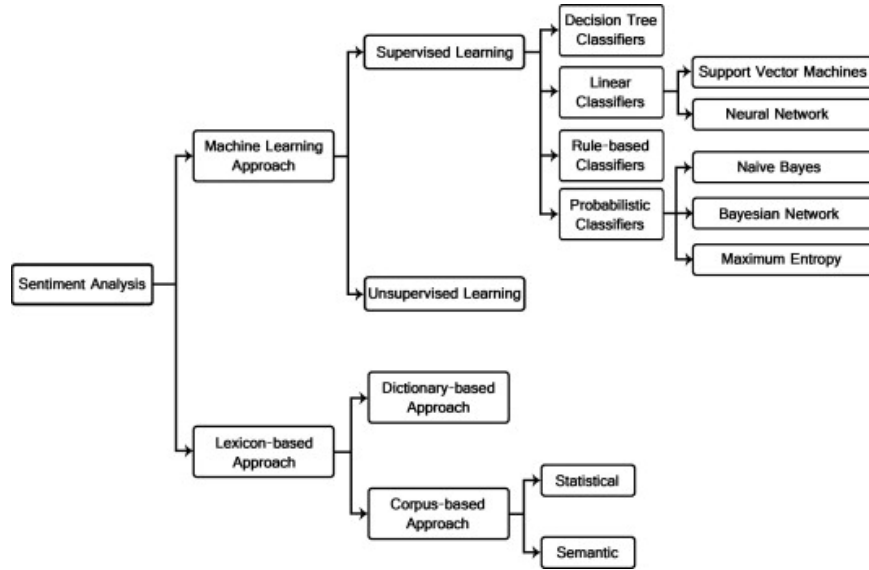 Decision Tree
Classifiers
Supervised Learning
Linear
Classifiers
Support Vector Machines
Neural Network
Machine Learning
Approach
Rule-based
Classifiers
Naive Bayes
Probabilistic
Classifiers
Bayesian Network
Maximum Entropy
Sentiment Analysis
Unsupervised Learning
Dictionary-based
Approach
Lexicon-based
Approach
Corpus-based
Approach
Statistical
Semantic